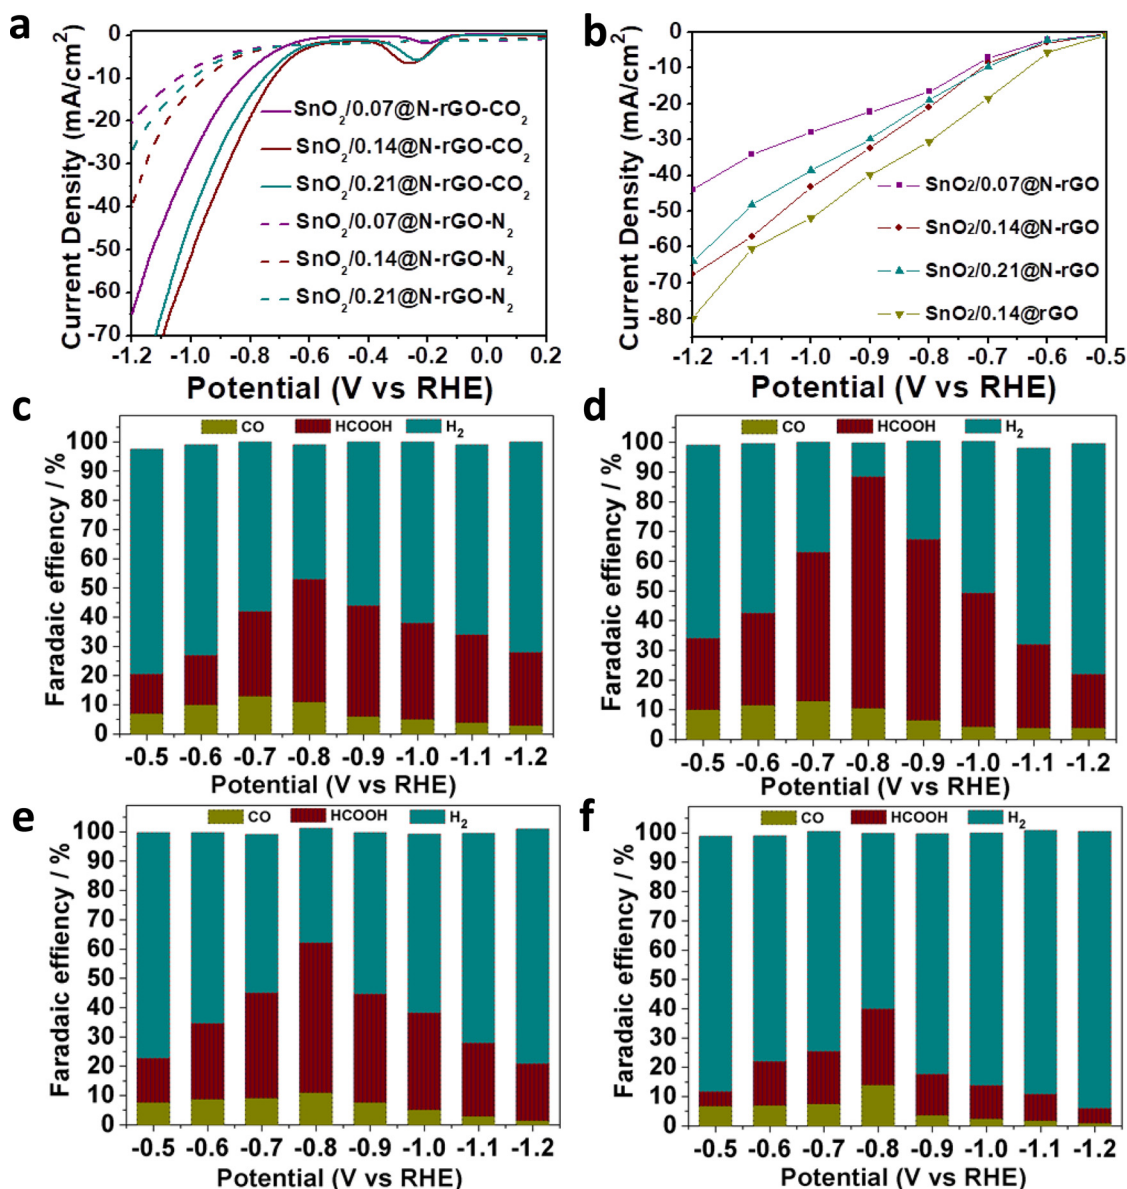 a
0
-10
-20
-30
-40
-50
-60
-70
Current Density (mA/cm²)
SnO₂/0.07@N-rGO-CO₂
SnO₂/0.14@N-rGO-CO₂
SnO₂/0.21@N-rGO-CO₂
SnO₂/0.07@N-rGO-N₂
SnO₂/0.14@N-rGO-N₂
SnO₂/0.21@N-rGO-N₂
-1.2 -1.0 -0.8 -0.6 -0.4 -0.2 0.0 0.2
Potential (V vs RHE)
b
0
-10
-20
-30
-40
-50
-60
-70
-80
Current Density (mA/cm²)
SnO₂/0.07@N-rGO
SnO₂/0.14@N-rGO
SnO₂/0.21@N-rGO
SnO₂/0.14@rGO
-1.2 -1.1 -1.0 -0.9 -0.8 -0.7 -0.6 -0.5
Potential (V vs RHE)
c
CO HCOOH H₂
100
90
80
70
60
50
40
30
20
10
0
Faradaic effiency / %
-0.5 -0.6 -0.7 -0.8 -0.9 -1.0 -1.1 -1.2
Potential (V vs RHE)
d
CO HCOOH H₂
100
90
80
70
60
50
40
30
20
10
0
Faradaic effiency / %
-0.5 -0.6 -0.7 -0.8 -0.9 -1.0 -1.1 -1.2
Potential (V vs RHE)
e
CO HCOOH H₂
100
90
80
70
60
50
40
30
20
10
0
Faradaic effiency / %
-0.5 -0.6 -0.7 -0.8 -0.9 -1.0 -1.1 -1.2
Potential (V vs RHE)
f
CO HCOOH H₂
100
90
80
70
60
50
40
30
20
10
0
Faradaic effiency / %
-0.5 -0.6 -0.7 -0.8 -0.9 -1.0 -1.1 -1.2
Potential (V vs RHE)